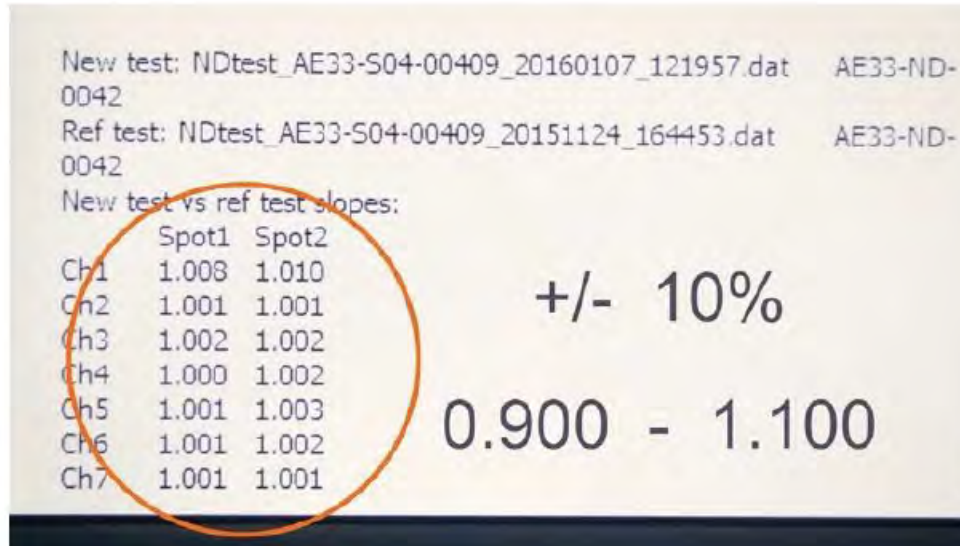 New test: NDtest_AE33-S04-00409_20160107_121957.dat AE33-ND-
0042
Ref test: NDtest_AE33-S04-00409_20151124_164453.dat AE33-ND-
0042
New test vs ref test slopes:
Spot1 Spot2
Ch1 1.008 1.010
Ch2 1.001 1.001
Ch3 1.002 1.002
Ch4 1.000 1.002
Ch5 1.001 1.003
Ch6 1.001 1.002
Ch7 1.001 1.001
+/- 10%
0.900 - 1.100